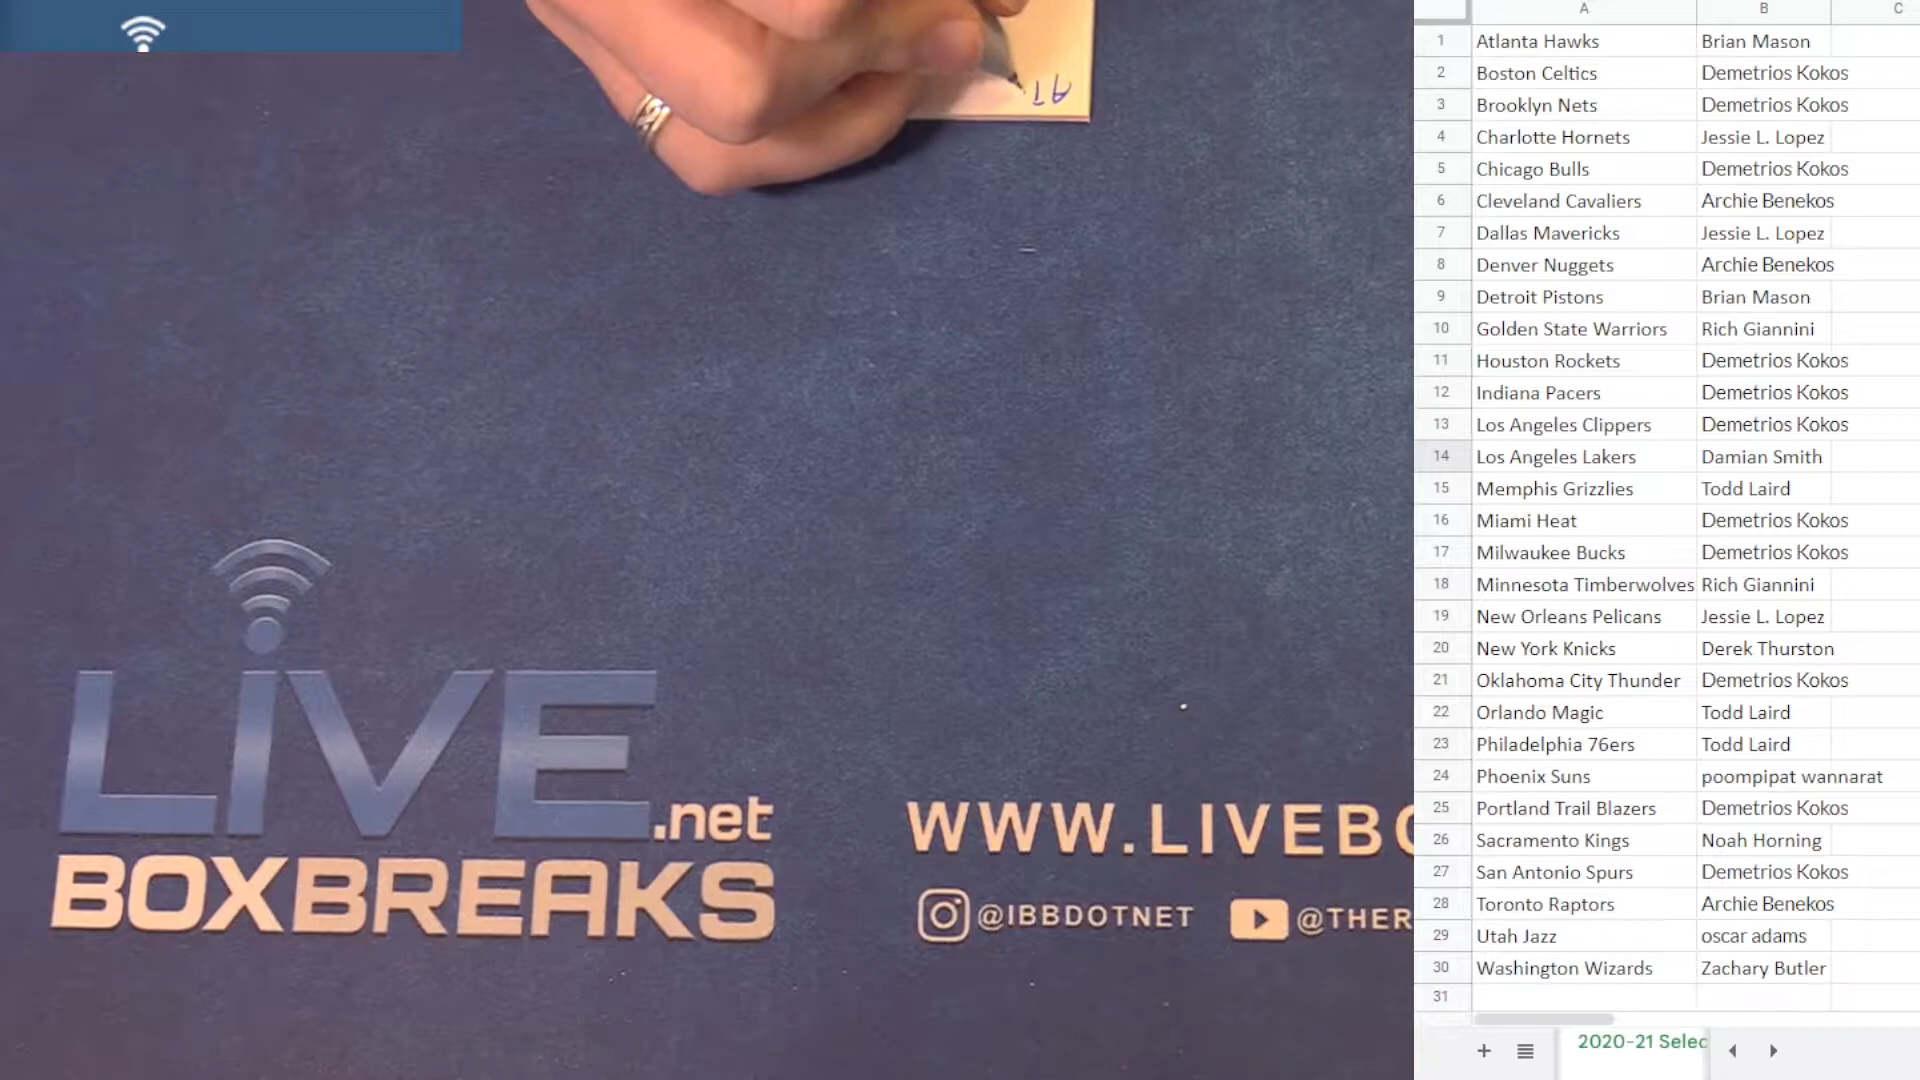 AT
LIVE.net
BOXBREAKS
WWW.LIVEBO
@IBBDOTNET @THER
A B C
1 Atlanta Hawks Brian Mason
2 Boston Celtics Demetrios Kokos
3 Brooklyn Nets Demetrios Kokos
4 Charlotte Hornets Jessie L. Lopez
5 Chicago Bulls Demetrios Kokos
6 Cleveland Cavaliers Archie Benekos
7 Dallas Mavericks Jessie L. Lopez
8 Denver Nuggets Archie Benekos
9 Detroit Pistons Brian Mason
10 Golden State Warriors Rich Giannini
11 Houston Rockets Demetrios Kokos
12 Indiana Pacers Demetrios Kokos
13 Los Angeles Clippers Demetrios Kokos
14 Los Angeles Lakers Damian Smith
15 Memphis Grizzlies Todd Laird
16 Miami Heat Demetrios Kokos
17 Milwaukee Bucks Demetrios Kokos
18 Minnesota Timberwolves Rich Giannini
19 New Orleans Pelicans Jessie L. Lopez
20 New York Knicks Derek Thurston
21 Oklahoma City Thunder Demetrios Kokos
22 Orlando Magic Todd Laird
23 Philadelphia 76ers Todd Laird
24 Phoenix Suns poompipat wannarat
25 Portland Trail Blazers Demetrios Kokos
26 Sacramento Kings Noah Horning
27 San Antonio Spurs Demetrios Kokos
28 Toronto Raptors Archie Benekos
29 Utah Jazz oscar adams
30 Washington Wizards Zachary Butler
31
2020-21 Selec